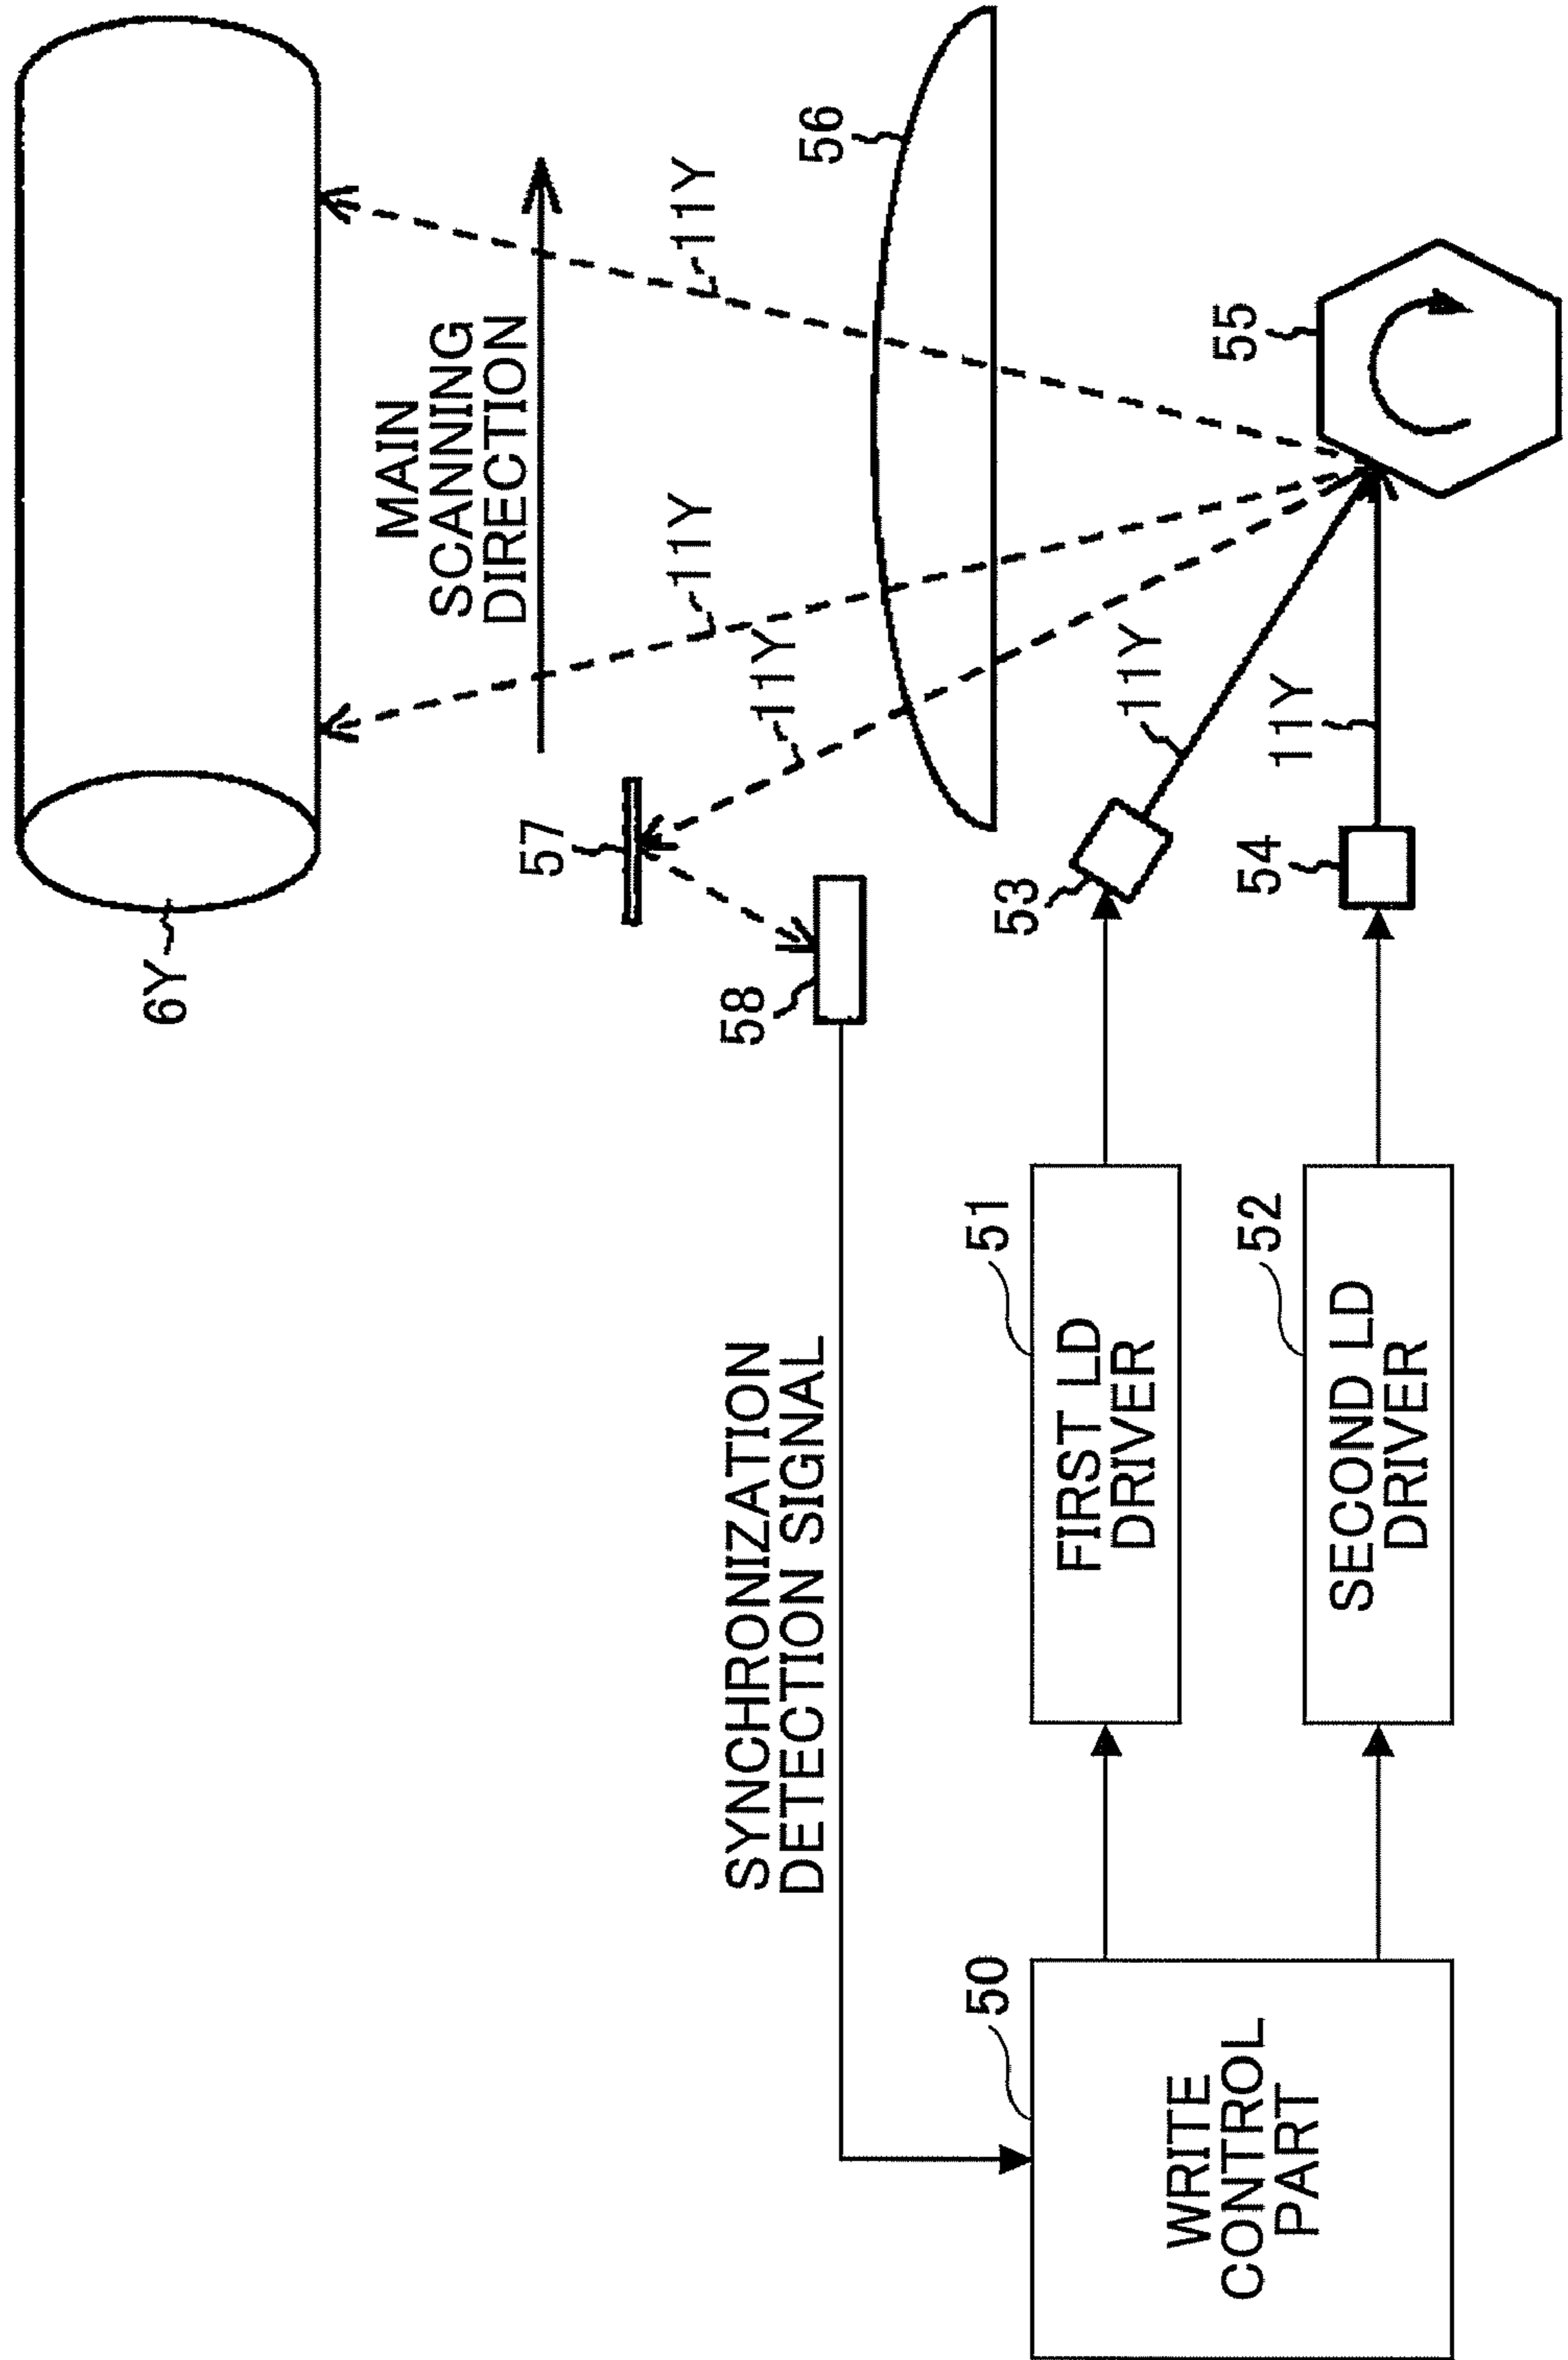 6Y
MAIN
SCANNING
DIRECTION
11Y
11Y
11Y
56
57
58
SYNCHRONIZATION
DETECTION SIGNAL
50
WRITE
CONTROL
PART
51
FIRST LD
DRIVER
53
11Y
55
52
SECOND LD
DRIVER
54
11Y